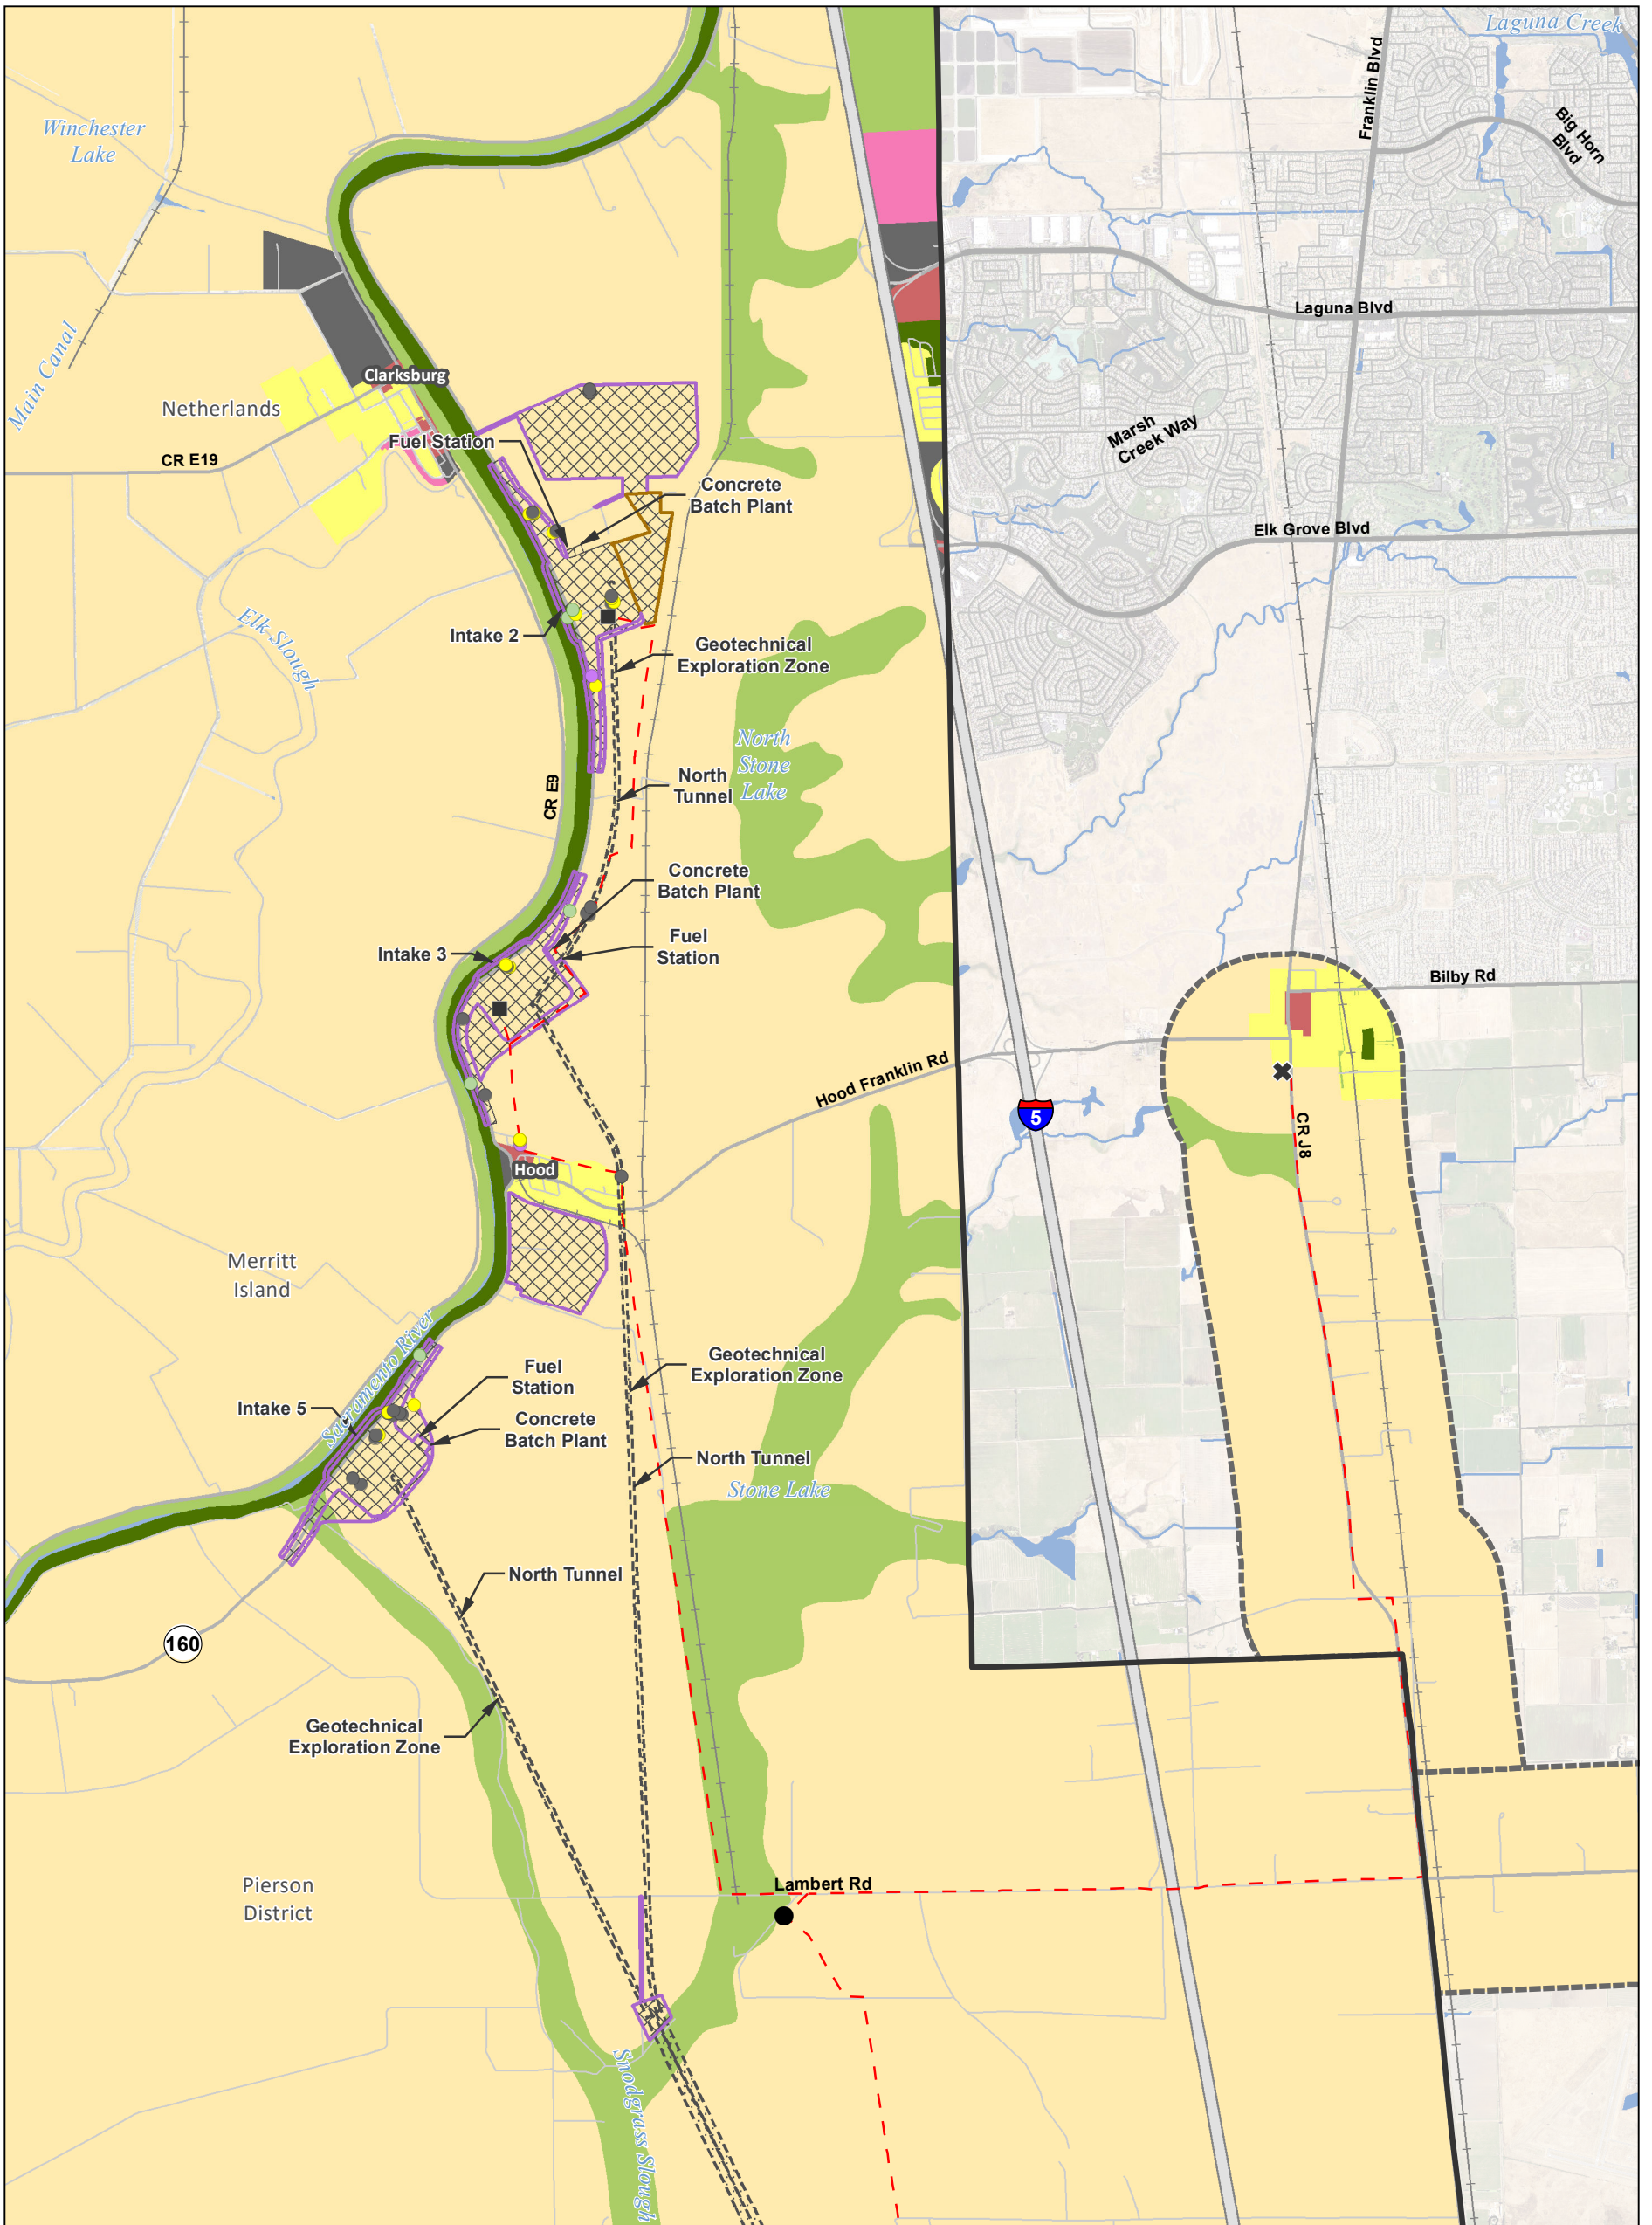 Laguna Creek
Franklin Blvd
Big Horn
Blvd
Winchester
Lake
Laguna Blvd
Main Canal
Clarksburg
Netherlands
Marsh
Creek Way
Fuel Station
CR E19
Concrete
Batch Plant
Elk Grove Blvd
Elk Slough
Intake 2
Geotechnical
Exploration Zone
North
Stone
Lake
North
Tunnel
CR E9
Concrete
Batch Plant
Fuel
Station
Intake 3
Bilby Rd
Hood Franklin Rd
5
CR J8
Hood
Merritt
Island
Sacramento River
Geotechnical
Exploration Zone
Fuel
Station
Intake 5
Concrete
Batch Plant
North Tunnel
Stone Lake
North Tunnel
160
Geotechnical
Exploration Zone
Lambert Rd
Pierson
District
Snodgrass Slough